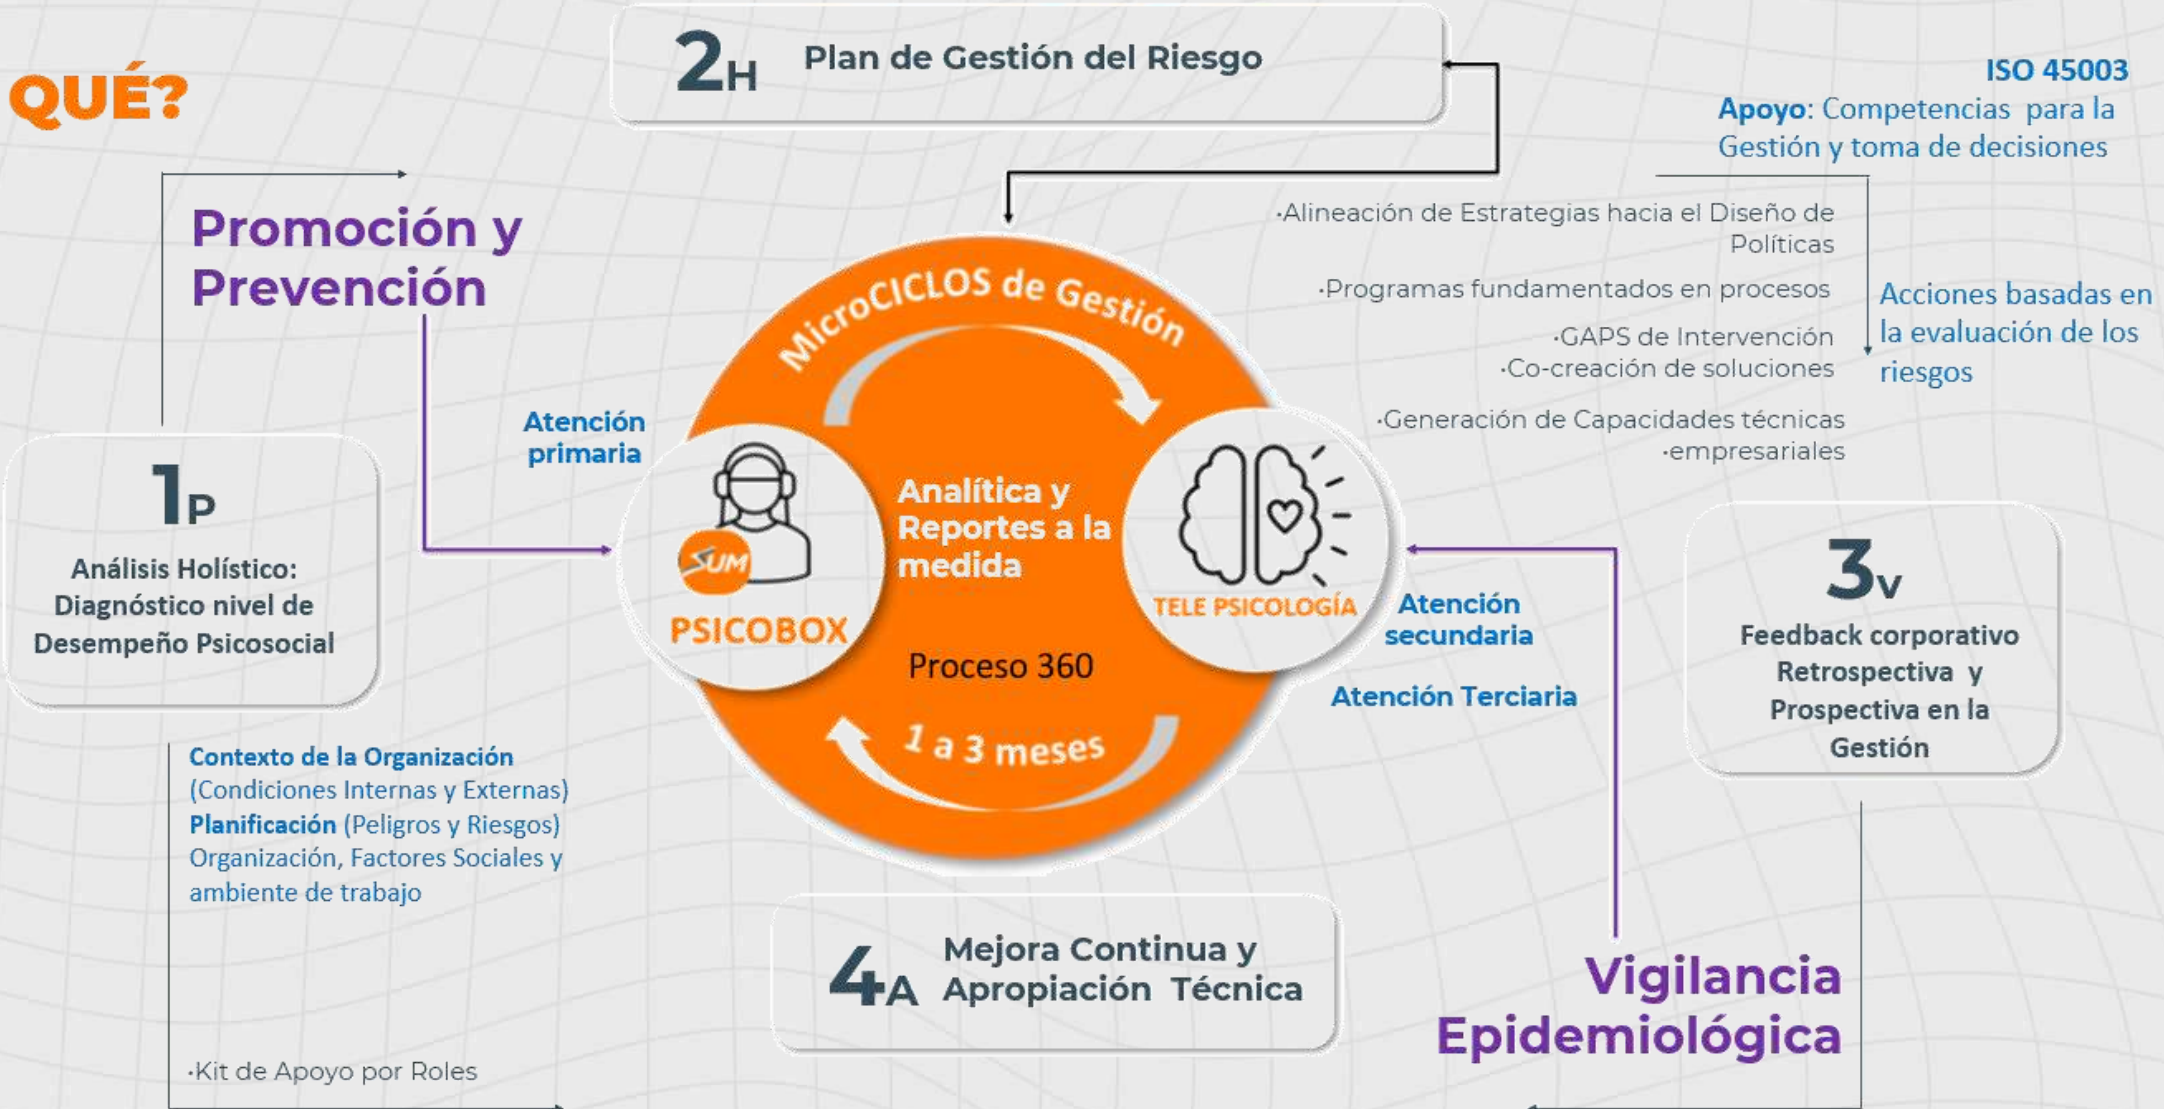 QUÉ?
2H Plan de Gestión del Riesgo
ISO 45003
Apoyo: Competencias para la
Gestión y toma de decisiones
Promoción y
Prevención
·Alineación de Estrategias hacia el Diseño de
Políticas
·Programas fundamentados en procesos
·GAPS de Intervención
·Co-creación de soluciones
·Generación de Capacidades técnicas
·empresariales
Acciones basadas en
la evaluación de los
riesgos
MicroCICLOS de Gestión
Atención
primaria
1P
Análisis Holístico:
Diagnóstico nivel de
Desempeño Psicosocial
SUM
PSICOBOX
Analítica y
Reportes a la
medida
TELE PSICOLOGÍA
Proceso 360
1 a 3 meses
Atención
secundaria
Atención Terciaria
3V
Feedback corporativo
Retrospectiva y
Prospectiva en la
Gestión
Contexto de la Organización
(Condiciones Internas y Externas)
Planificación (Peligros y Riesgos)
Organización, Factores Sociales y
ambiente de trabajo
4A Mejora Continua y
Apropiación Técnica
Vigilancia
Epidemiológica
·Kit de Apoyo por Roles